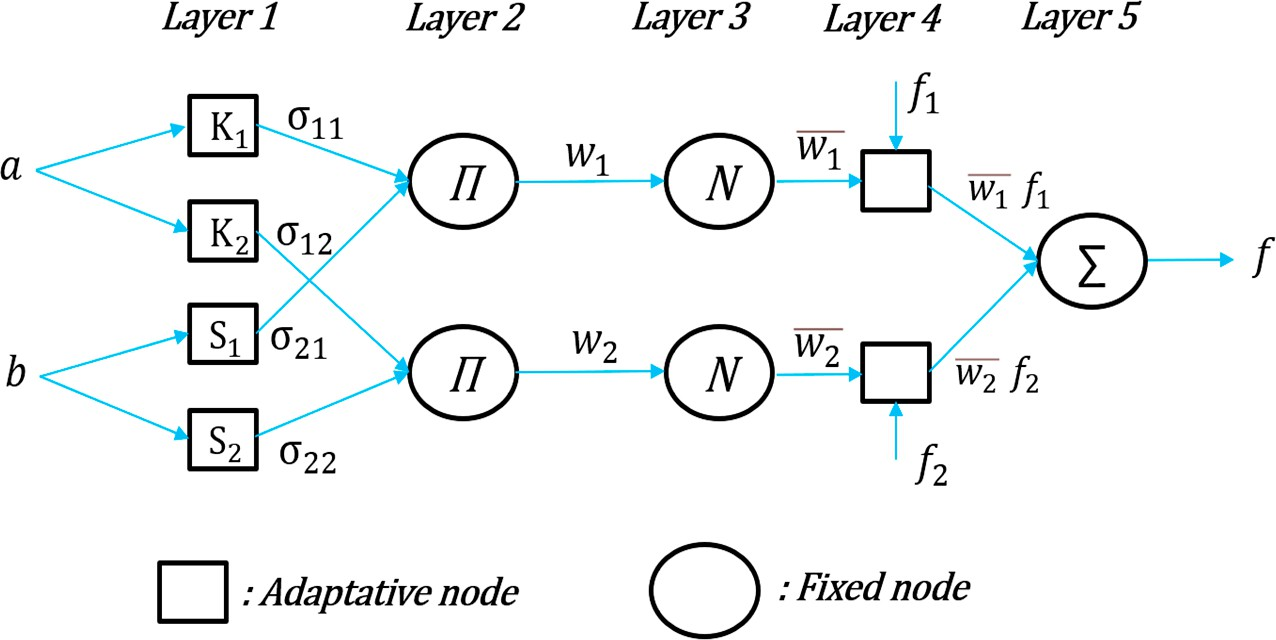 Layer 1 Layer 2 Layer 3 Layer 4 Layer 5
f₁
K₁ σ₁₁
a Π w₁ N w̅₁ w̅₁ f₁
K₂ σ₁₂
Σ f
S₁ σ₂₁
b Π w₂ N w̅₂ w̅₂ f₂
S₂ σ₂₂
f₂
: Adaptative node : Fixed node